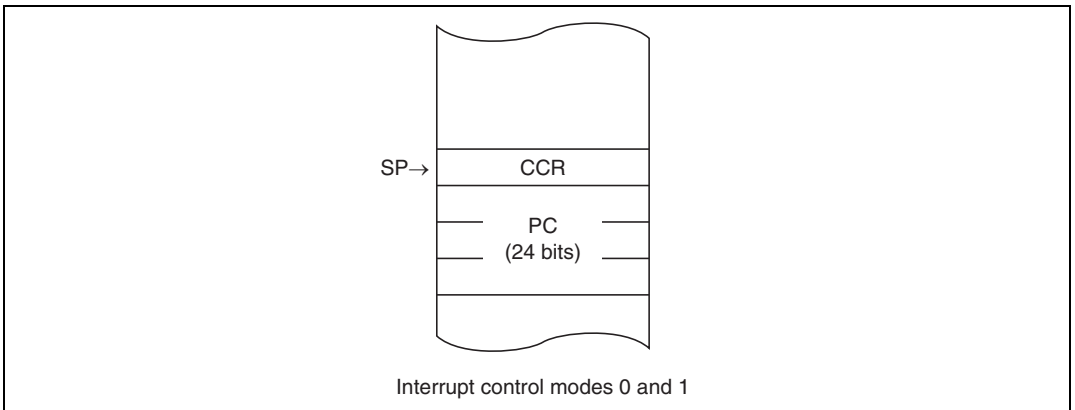 SP→ CCR
PC
(24 bits)
Interrupt control modes 0 and 1